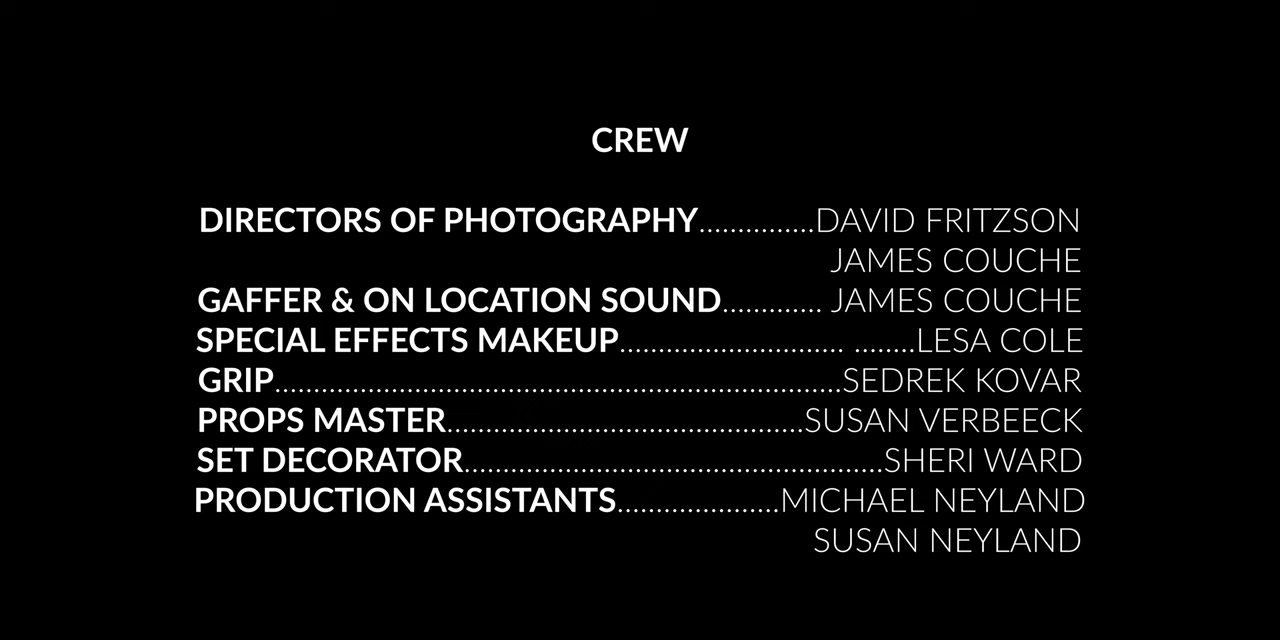 CREW
DIRECTORS OF PHOTOGRAPHY...............DAVID FRITZSON
JAMES COUCHE
GAFFER & ON LOCATION SOUND............. JAMES COUCHE
SPECIAL EFFECTS MAKEUP............................. ........LESA COLE
GRIP.........................................................................SEDREK KOVAR
PROPS MASTER..............................................SUSAN VERBEECK
SET DECORATOR......................................................SHERI WARD
PRODUCTION ASSISTANTS.....................MICHAEL NEYLAND
SUSAN NEYLAND